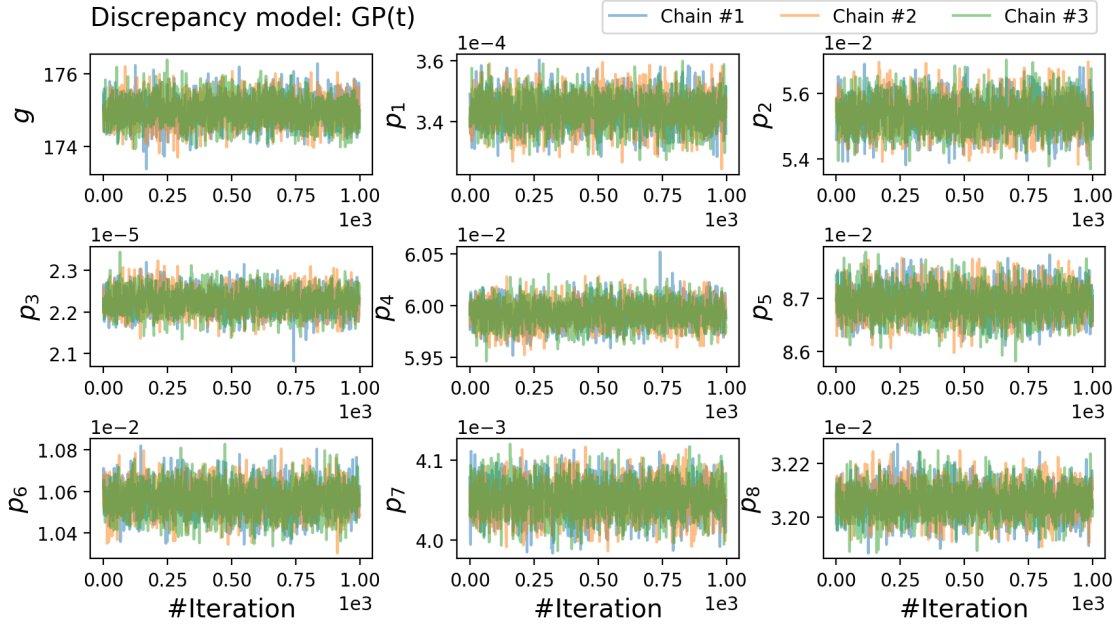 Discrepancy model: GP(t)
Chain #1 Chain #2 Chain #3
g
176
174
0.00 0.25 0.50 0.75 1.00
1e3
1e−4
p1
3.6
3.4
0.00 0.25 0.50 0.75 1.00
1e3
1e−2
p2
5.6
5.4
0.00 0.25 0.50 0.75 1.00
1e3
1e−5
p3
2.3
2.2
2.1
0.00 0.25 0.50 0.75 1.00
1e3
1e−2
p4
6.05
6.00
5.95
0.00 0.25 0.50 0.75 1.00
1e3
1e−2
p5
8.7
8.6
0.00 0.25 0.50 0.75 1.00
1e3
1e−2
p6
1.08
1.06
1.04
0.00 0.25 0.50 0.75 1.00
#Iteration
1e3
1e−3
p7
4.1
4.0
0.00 0.25 0.50 0.75 1.00
#Iteration
1e3
1e−2
p8
3.22
3.20
0.00 0.25 0.50 0.75 1.00
#Iteration
1e3